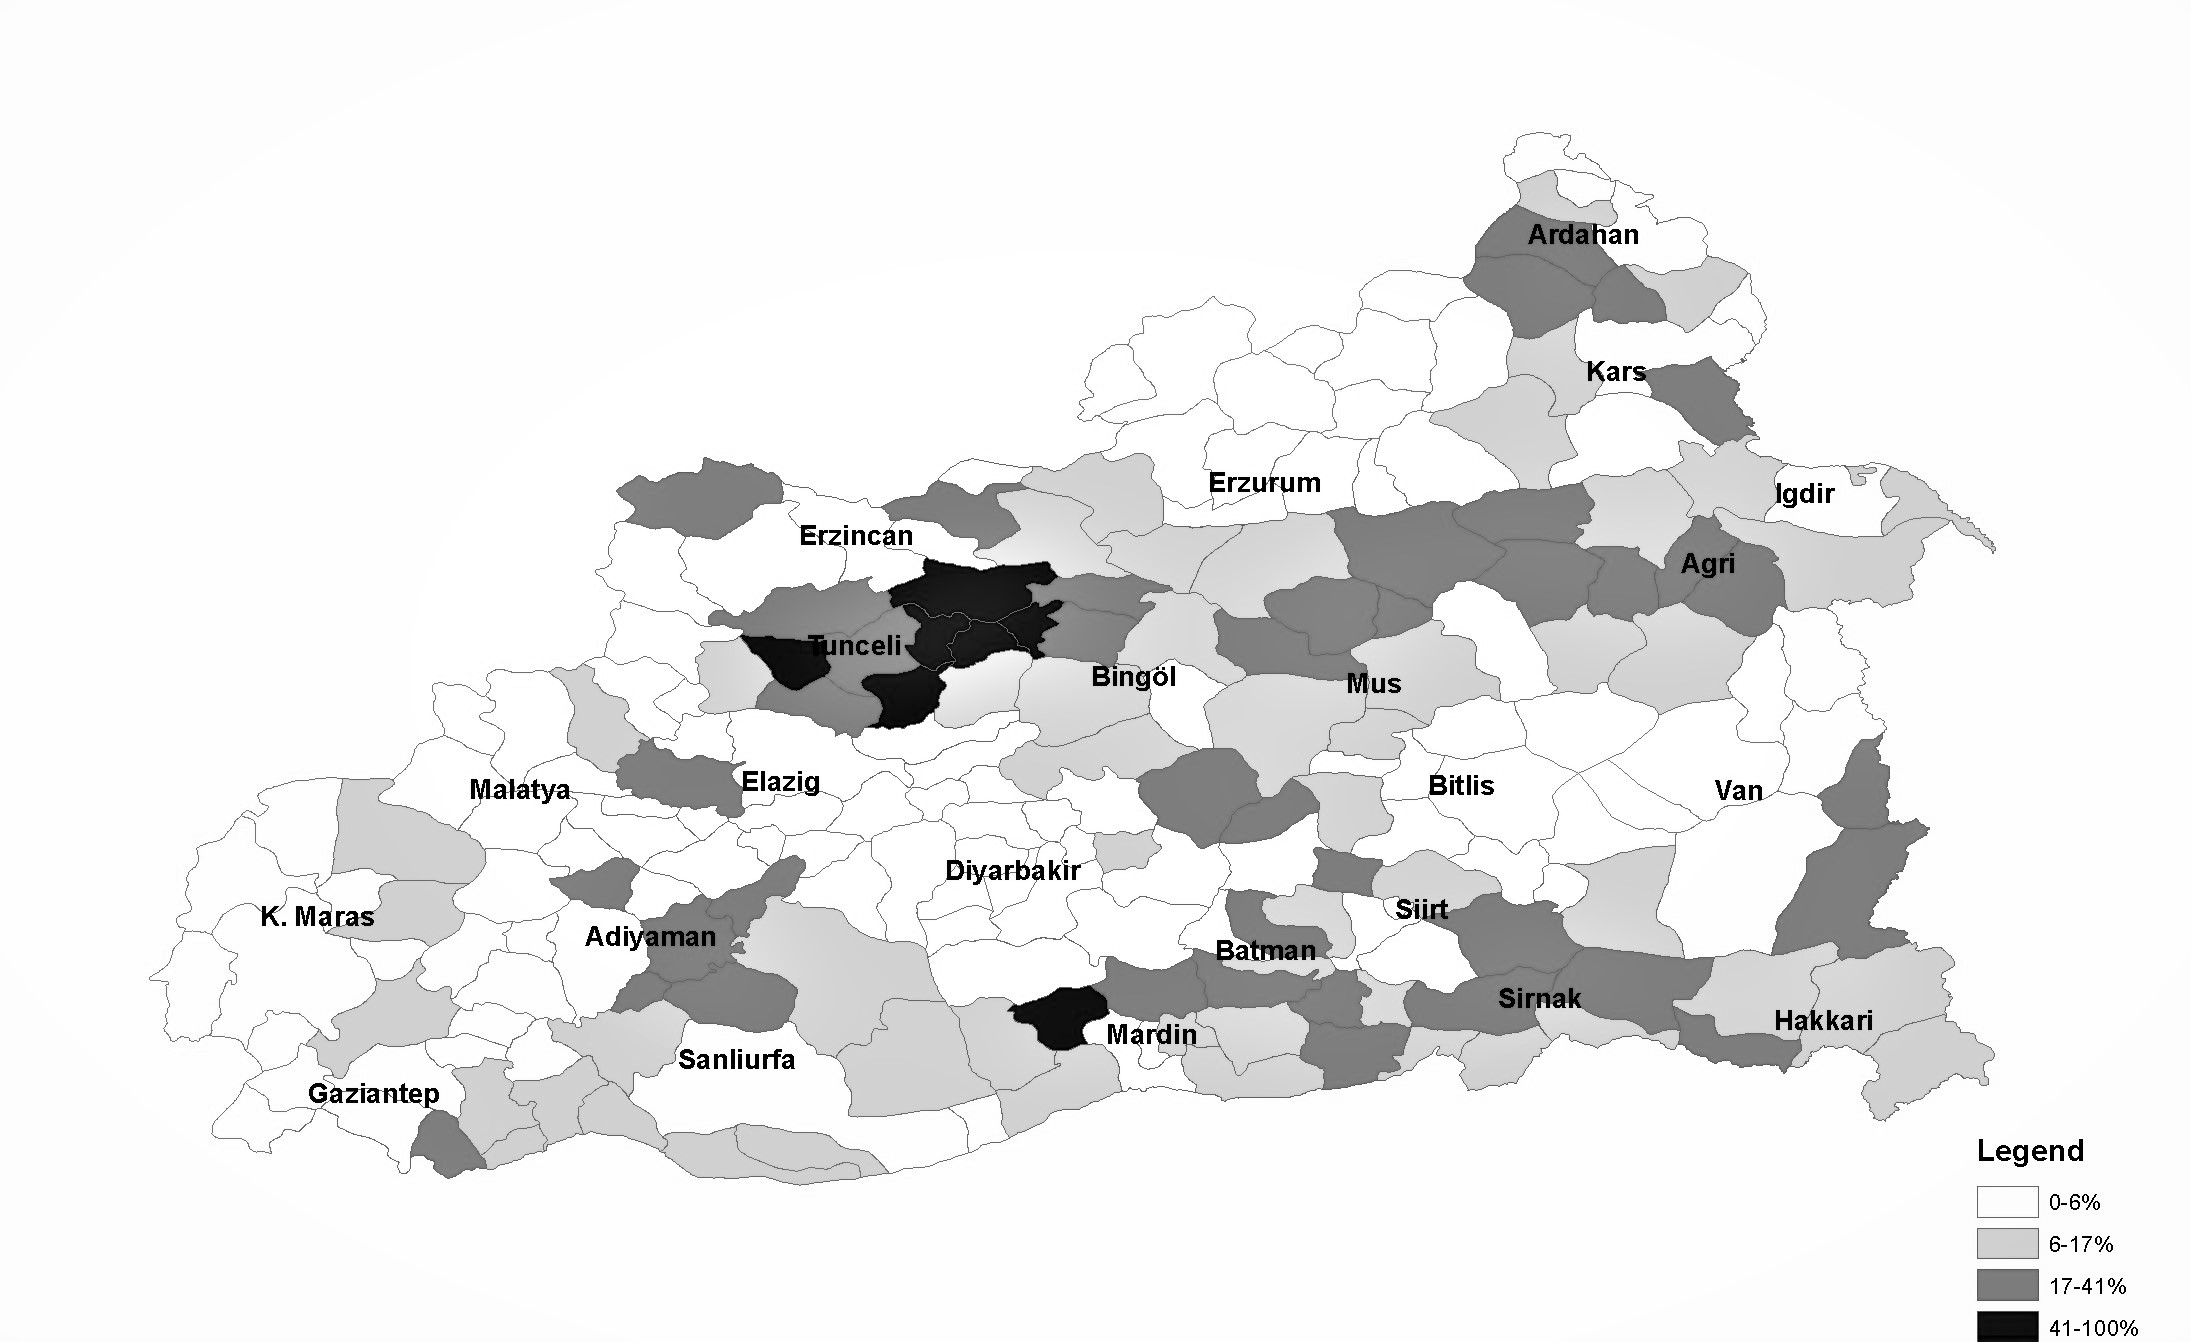 Ardahan
Kars
Erzurum
Igdir
Erzincan
Agri
Tunceli
Bingöl
Mus
Malatya
Elazig
Bitlis
Van
Diyarbakir
K. Maras
Adiyaman
Siirt
Batman
Sirnak
Hakkari
Mardin
Sanliurfa
Gaziantep
Legend
0-6%
6-17%
17-41%
41-100%